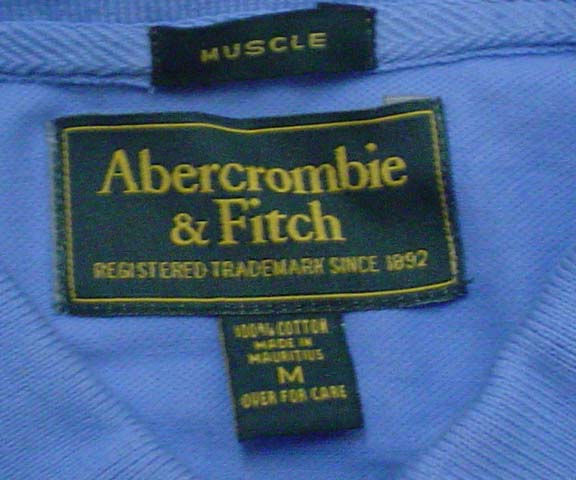 MUSCLE
Abercrombie
& Fitch
REGISTERED TRADEMARK SINCE 1892
100% COTTON
MADE IN
MAURITIUS
M
OVER FOR CARE